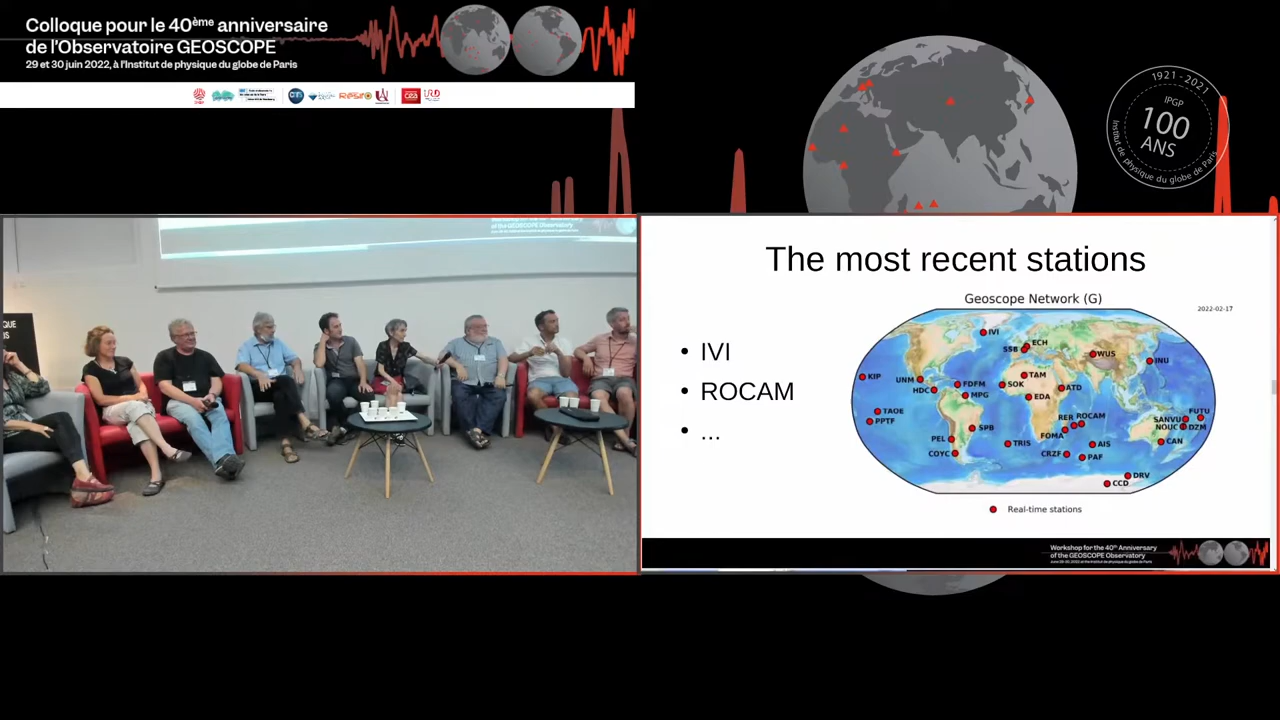 Colloque pour le 40ème anniversaire
de l'Observatoire GEOSCOPE
29 et 30 juin 2022, à l'Institut de physique du globe de Paris
1921-2021
IPGP
100
ANS
Institut de physique du globe de Paris
The most recent stations
• IVI
• ROCAM
• ...
Geoscope Network (G)
2022-02-17
IVI
ECH
SSB
WUS
INU
KIP
UNM
HDC
FDFM
MPG
SOK
TAM
ATD
EDA
TAOE
PPTF
RER
ROCAM
SANVU
FUTU
NOUC
DZM
SPB
FOMA
PEL
TRIS
AIS
CAN
COYC
CRZF
PAF
DRV
CCD
Real-time stations
Workshop for the 40th Anniversary
of the GEOSCOPE Observatory
of the GEOSCOPE Observatory